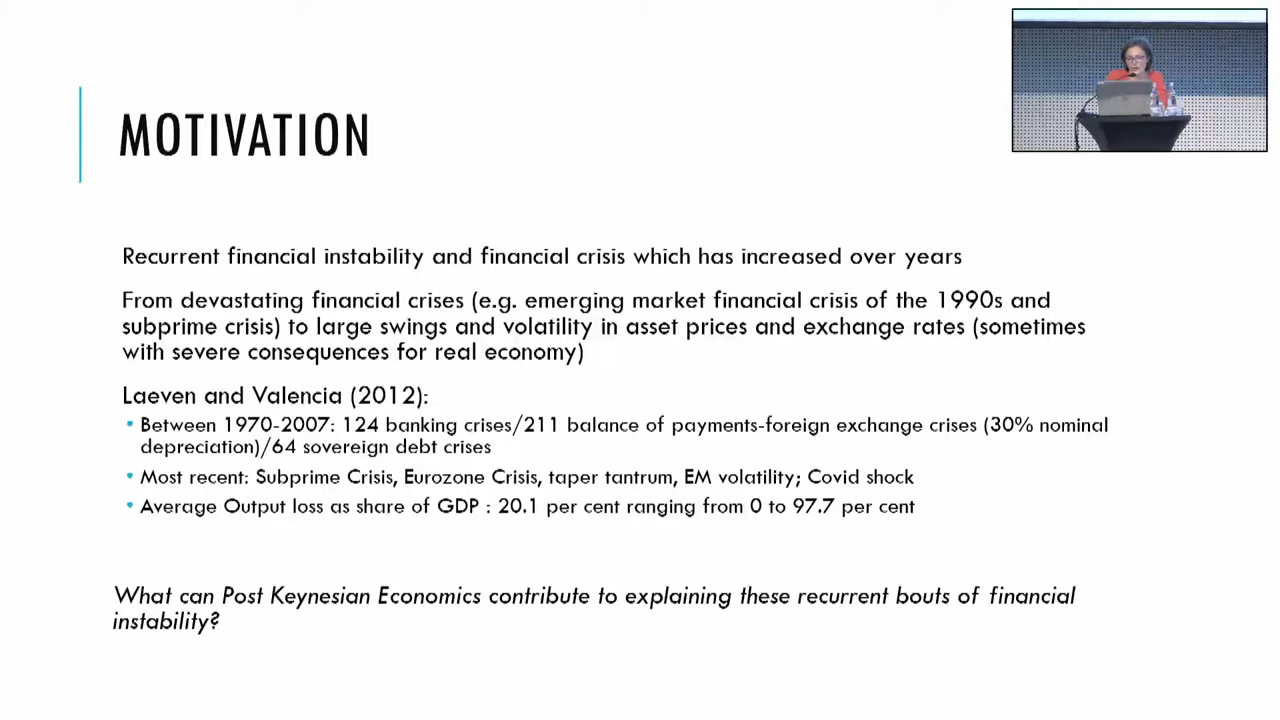 MOTIVATION
Recurrent financial instability and financial crisis which has increased over years
From devastating financial crises (e.g. emerging market financial crisis of the 1990s and
subprime crisis) to large swings and volatility in asset prices and exchange rates (sometimes
with severe consequences for real economy)
Laeven and Valencia (2012):
• Between 1970-2007: 124 banking crises/211 balance of payments-foreign exchange crises (30% nominal
depreciation)/64 sovereign debt crises
• Most recent: Subprime Crisis, Eurozone Crisis, taper tantrum, EM volatility; Covid shock
• Average Output loss as share of GDP : 20.1 per cent ranging from 0 to 97.7 per cent
What can Post Keynesian Economics contribute to explaining these recurrent bouts of financial
instability?